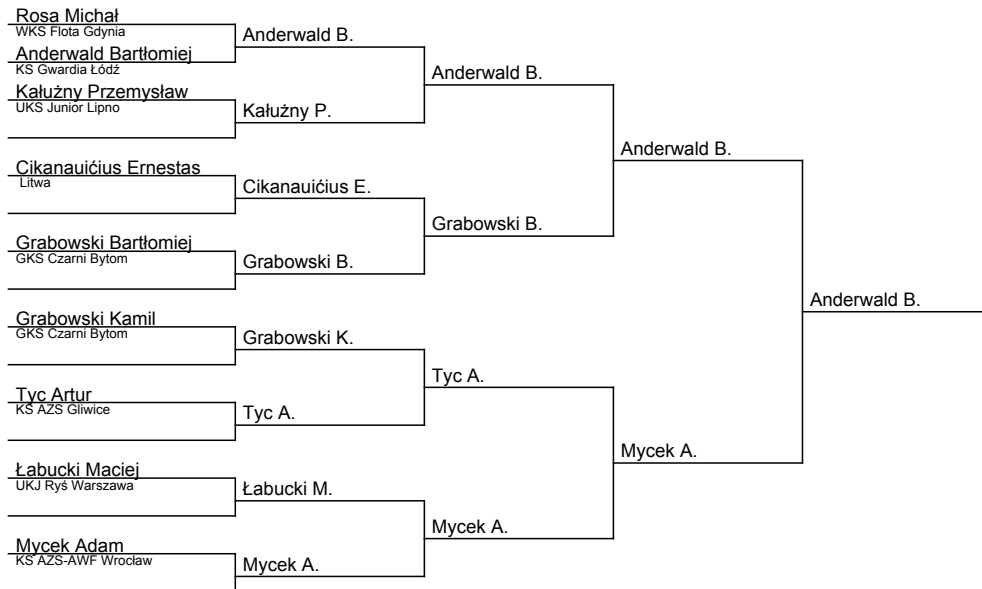 Rosa Michał
WKS Flota Gdynia
Anderwald B.
Anderwald Bartłomiej
KS Gwardia Łódź
Anderwald B.
Kałużny Przemysław
UKS Junior Lipno
Kałużny P.
Anderwald B.
Cikanauićius Ernestas
Litwa
Cikanauićius E.
Grabowski B.
Grabowski Bartłomiej
GKS Czarni Bytom
Grabowski B.
Anderwald B.
Grabowski Kamil
GKS Czarni Bytom
Grabowski K.
Tyc A.
Tyc Artur
KS AZS Gliwice
Tyc A.
Mycek A.
Łabucki Maciej
UKJ Ryś Warszawa
Łabucki M.
Mycek A.
Mycek Adam
KS AZS-AWF Wrocław
Mycek A.